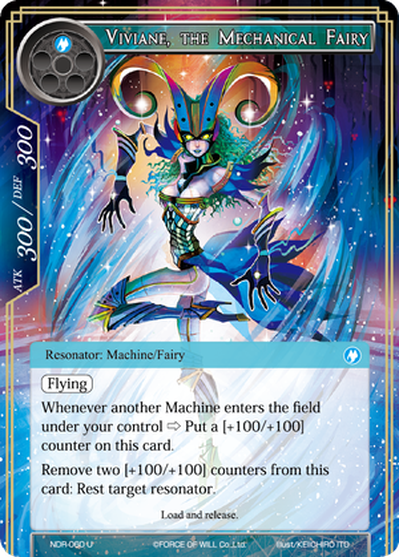 Viviane, the Mechanical Fairy
ATK 300 / DEF 300
Resonator: Machine/Fairy
Flying
Whenever another Machine enters the field
under your control ⇨ Put a [+100/+100]
counter on this card.
Remove two [+100/+100] counters from this
card: Rest target resonator.
Load and release.
NDR-060 U
©FORCE OF WILL Co.,Ltd.
Illust/KEIICHIRO ITO